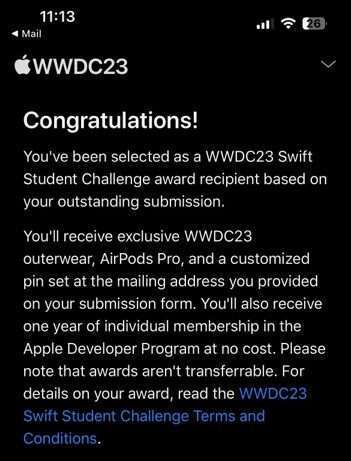 11:13
26
◀ Mail
WWDC23
Congratulations!
You've been selected as a WWDC23 Swift
Student Challenge award recipient based on
your outstanding submission.
You'll receive exclusive WWDC23
outerwear, AirPods Pro, and a customized
pin set at the mailing address you provided
on your submission form. You'll also receive
one year of individual membership in the
Apple Developer Program at no cost. Please
note that awards aren't transferrable. For
details on your award, read the WWDC23
Swift Student Challenge Terms and
Conditions.